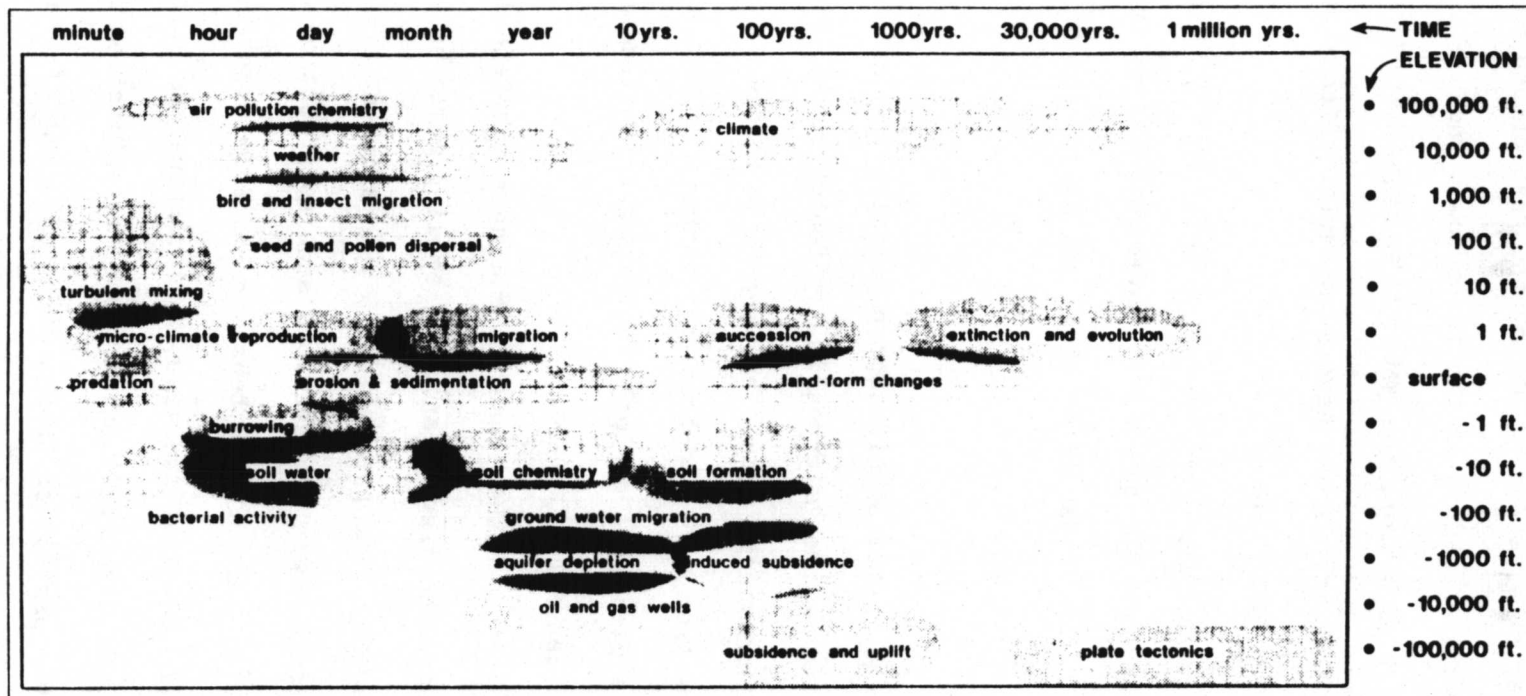 minute hour day month year 10yrs. 100yrs. 1000yrs. 30,000yrs. 1million yrs. ←TIME
ELEVATION
air pollution chemistry 100,000 ft.
climate
weather 10,000 ft.
bird and insect migration 1,000 ft.
seed and pollen dispersal 100 ft.
turbulent mixing 10 ft.
micro-climate reproduction migration succession extinction and evolution 1 ft.
predation erosion & sedimentation land-form changes surface
burrowing -1 ft.
soil water soil chemistry soil formation -10 ft.
bacterial activity ground water migration -100 ft.
aquifer depletion induced subsidence -1000 ft.
oil and gas wells -10,000 ft.
subsidence and uplift plate tectonics -100,000 ft.